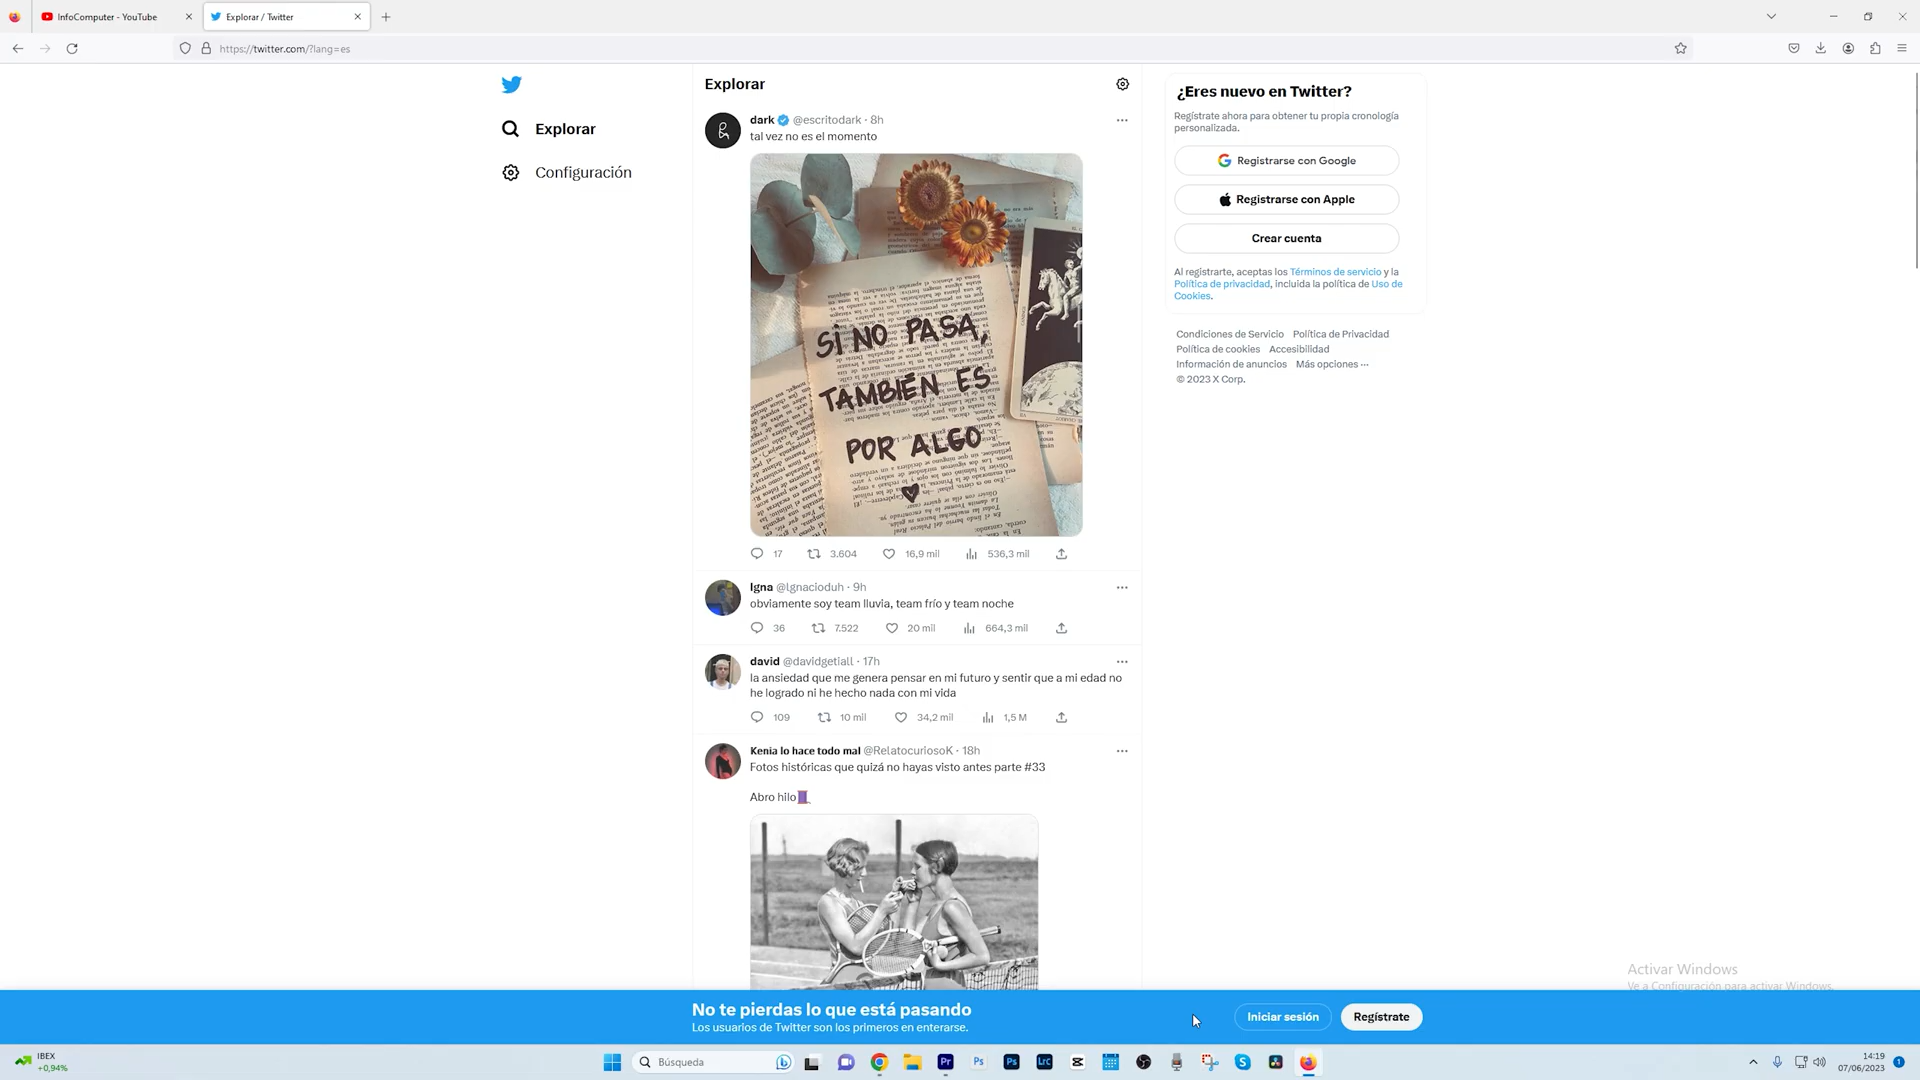 InfoComputer - YouTube
Explorar / Twitter
https://twitter.com/?lang=es
Explorar
Configuración
Explorar
dark @escritodark · 8h
tal vez no es el momento
SI NO PASA,
TAMBIÉN ES
POR ALGO
17 3.604 16,9 mil 536,3 mil
Igna @Ignacioduh · 9h
obviamente soy team lluvia, team frío y team noche
36 7.522 20 mil 664,3 mil
david @davidgetiall · 17h
la ansiedad que me genera pensar en mi futuro y sentir que a mi edad no
he logrado ni he hecho nada con mi vida
109 10 mil 34,2 mil 1,5 M
Kenia lo hace todo mal @RelatocuriosoK · 18h
Fotos históricas que quizá no hayas visto antes parte #33
Abro hilo
¿Eres nuevo en Twitter?
Regístrate ahora para obtener tu propia cronología
personalizada.
Registrarse con Google
Registrarse con Apple
Crear cuenta
Al registrarte, aceptas los Términos de servicio y la
Política de privacidad, incluida la política de Uso de
Cookies.
Condiciones de Servicio Política de Privacidad
Política de cookies Accesibilidad
Información de anuncios Más opciones ···
© 2023 X Corp.
Activar Windows
Ve a Configuración para activar Windows.
No te pierdas lo que está pasando
Los usuarios de Twitter son los primeros en enterarse.
Iniciar sesión
Regístrate
IBEX
+0,94%
Búsqueda
Pr
Ps
Ps
Lrc
14:19
07/06/2023
1